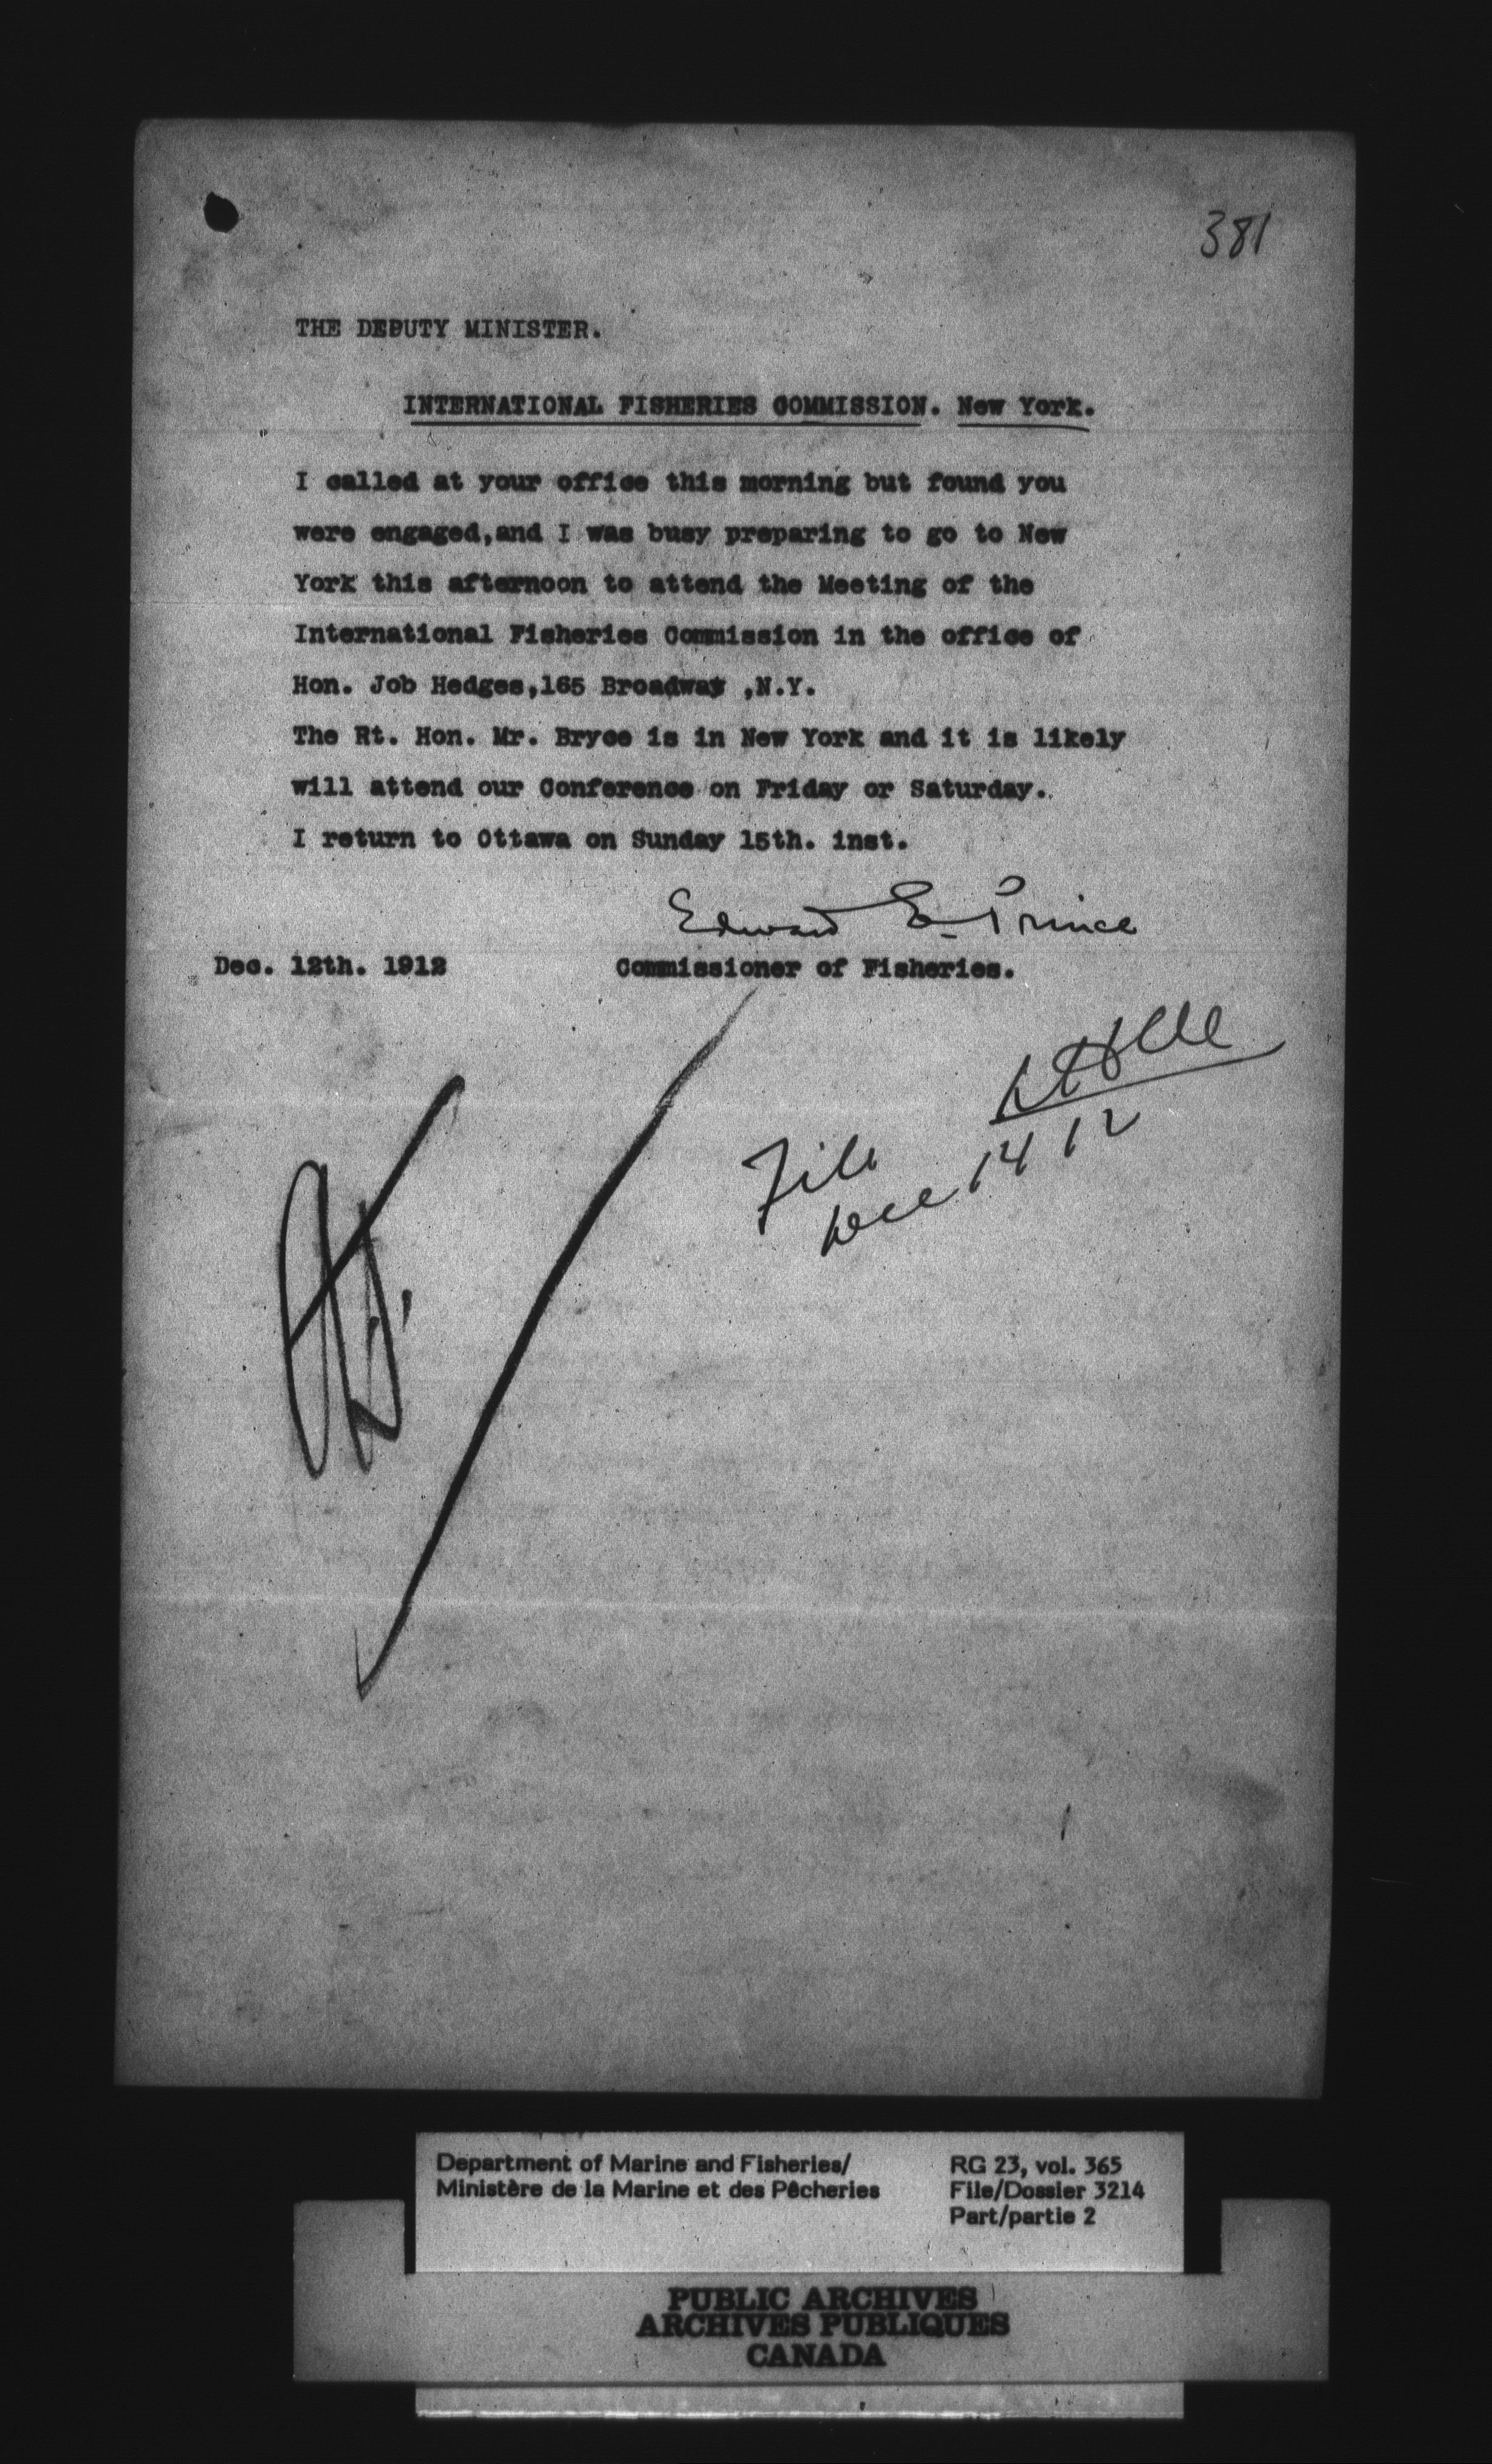 381
THE DEPUTY MINISTER.
INTERNATIONAL FISHERIES COMMISSION. New York.
I called at your office this morning but found you
were engaged,and I was busy preparing to go to New
York this afternoon to attend the Meeting of the
International Fisheries Commission in the office of
Hon. Job Hedges,165 Broadway ,N.Y.
The Rt. Hon. Mr. Bryce is in New York and it is likely
will attend our Conference on Friday or Saturday.
I return to Ottawa on Sunday 15th. inst.
Edward E. Prince
Dec. 12th. 1912 Commissioner of Fisheries.
File
Dec 14 12
Department of Marine and Fisheries/
Ministère de la Marine et des Pêcheries
RG 23, vol. 365
File/Dossier 3214
Part/partie 2
PUBLIC ARCHIVES
ARCHIVES PUBLIQUES
CANADA